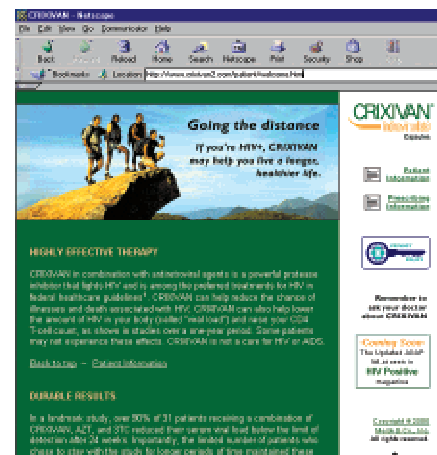 CRIXIVAN - Netscape
File Edit View Go Communicator Help
Back Reload Home Search Netscape Print Security Shop
Bookmarks Location http://www.crixivan2.com/patient/welcome.html
Going the distance
If you're HIV+, CRIXIVAN
may help you live a longer,
healthier life.
HIGHLY EFFECTIVE THERAPY
CRIXIVAN in combination with antiretroviral agents is a powerful protease
inhibitor that fights HIV and is among the preferred treatments for HIV in
federal healthcare guidelines¹. CRIXIVAN can help reduce the chance of
illnesses and death associated with HIV. CRIXIVAN can also help lower
the amount of HIV in your body (called "viral load") and raise your CD4
T-cell count, as shown in studies over a one-year period. Some patients
may not experience these effects. CRIXIVAN is not a cure for HIV or AIDS.
Back to top – Patient Information
DURABLE RESULTS
In a landmark study, over 90% of 31 patients receiving a combination of
CRIXIVAN, AZT, and 3TC reduced their serum viral load below the limit of
detection after 24 weeks. Importantly, the limited number of patients who
chose to stay with the study for longer periods of time maintained these
CRIXIVAN
Capsules
Patient
Information
Prescribing
Information
Remember to
ask your doctor
about CRIXIVAN
Coming Soon
The Updated
HIV Positive
magazine
Copyright © 2000
Merck & Co., Inc.
All rights reserved.